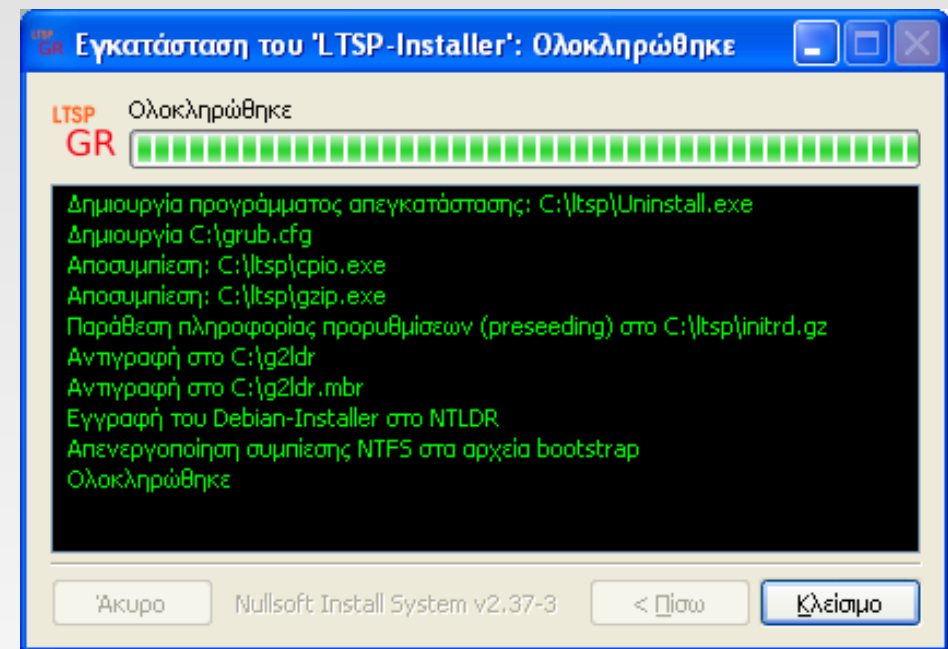 LTSP GR Εγκατάσταση του 'LTSP-Installer': Ολοκληρώθηκε
LTSP
GR
Ολοκληρώθηκε
Δημιουργία προγράμματος απεγκατάστασης: C:\ltsp\Uninstall.exe
Δημιουργία C:\grub.cfg
Αποσυμπίεση: C:\ltsp\cpio.exe
Αποσυμπίεση: C:\ltsp\gzip.exe
Παράθεση πληροφορίας προρυθμίσεων (preseeding) στο C:\ltsp\initrd.gz
Αντιγραφή στο C:\g2ldr
Αντιγραφή στο C:\g2ldr.mbr
Εγγραφή του Debian-Installer στο NTLDR
Απενεργοποίηση συμπίεσης NTFS στα αρχεία bootstrap
Ολοκληρώθηκε
Άκυρο Nullsoft Install System v2.37-3 < Πίσω Κλείσιμο